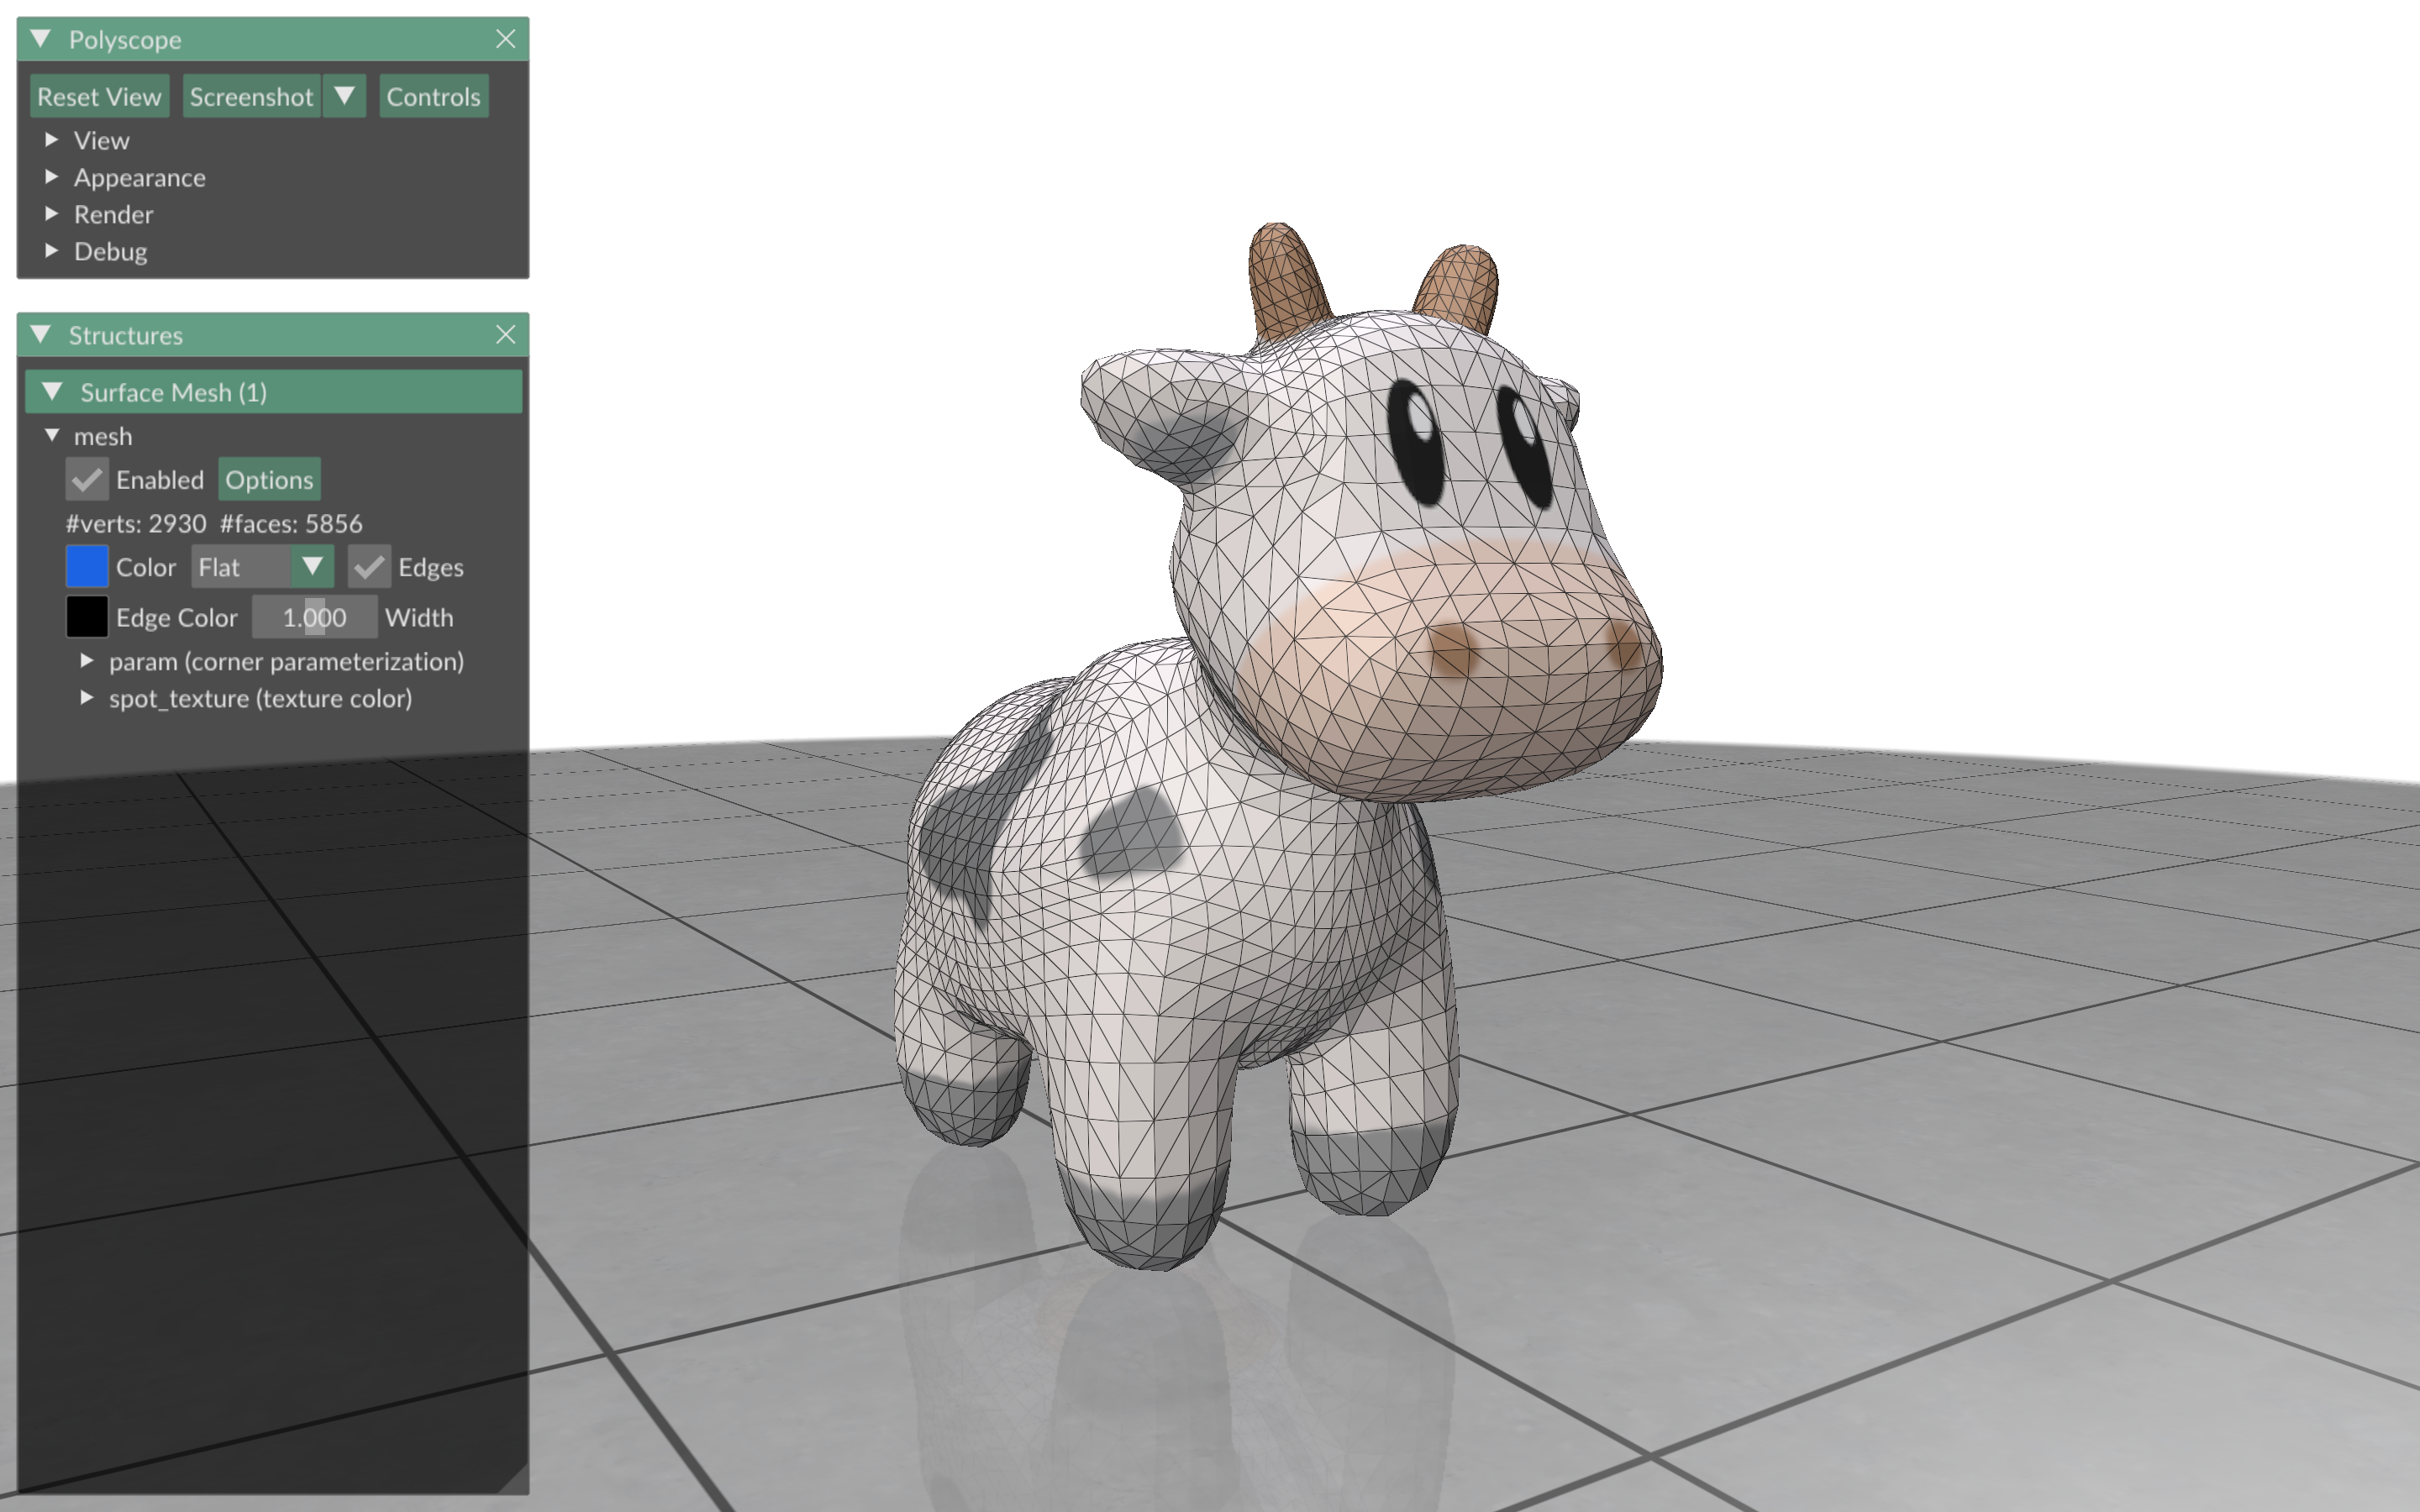 Polyscope
Reset View Screenshot Controls
View
Appearance
Render
Debug
Structures
Surface Mesh (1)
mesh
Enabled Options
#verts: 2930 #faces: 5856
Color Flat Edges
Edge Color 1.000 Width
param (corner parameterization)
spot_texture (texture color)